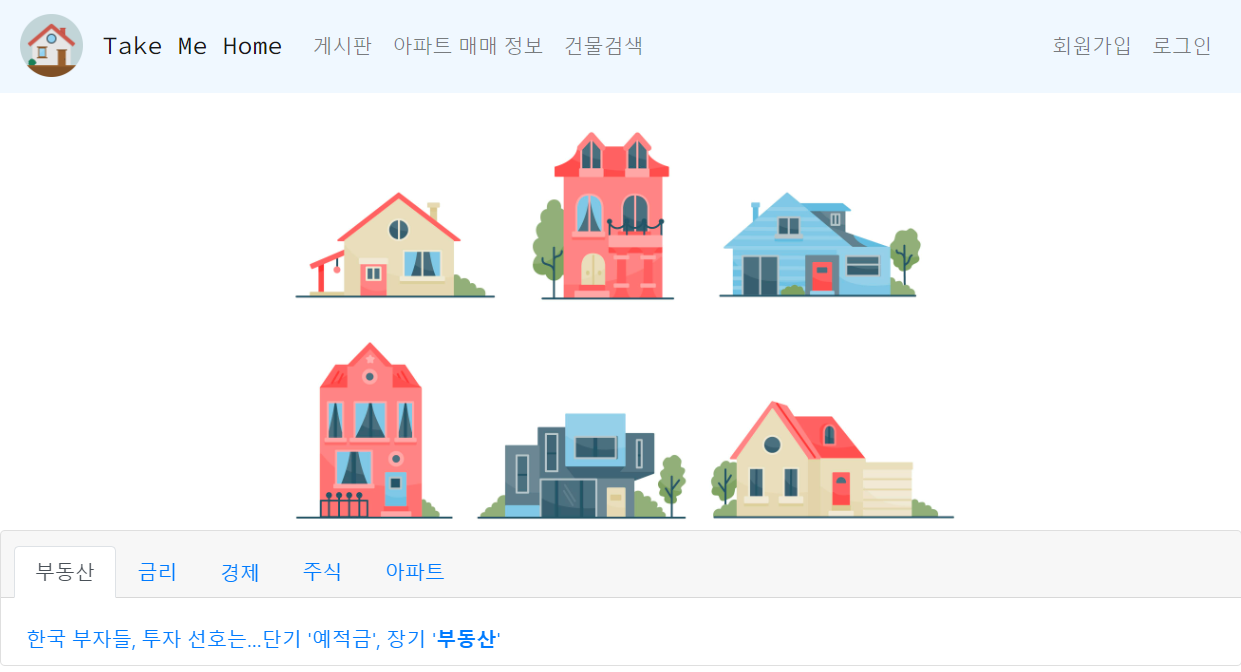 Take Me Home 게시판 아파트 매매 정보 건물검색 회원가입 로그인
부동산 금리 경제 주식 아파트
한국 부자들, 투자 선호는...단기 '예적금', 장기 '부동산'